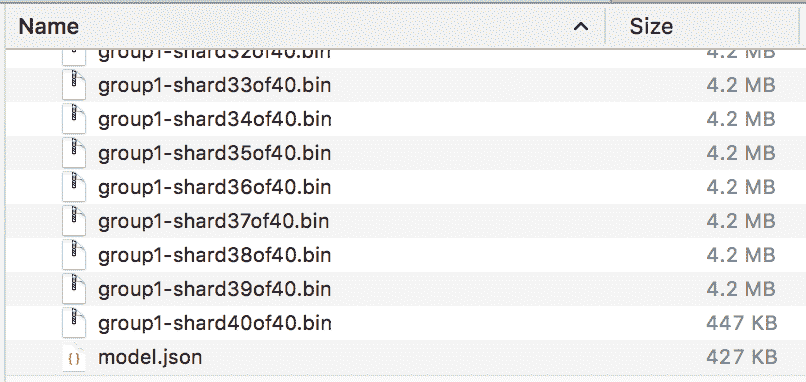 Name Size
group1-shard32of40.bin 4.2 MB
group1-shard33of40.bin 4.2 MB
group1-shard34of40.bin 4.2 MB
group1-shard35of40.bin 4.2 MB
group1-shard36of40.bin 4.2 MB
group1-shard37of40.bin 4.2 MB
group1-shard38of40.bin 4.2 MB
group1-shard39of40.bin 4.2 MB
group1-shard40of40.bin 447 KB
{ } model.json 427 KB